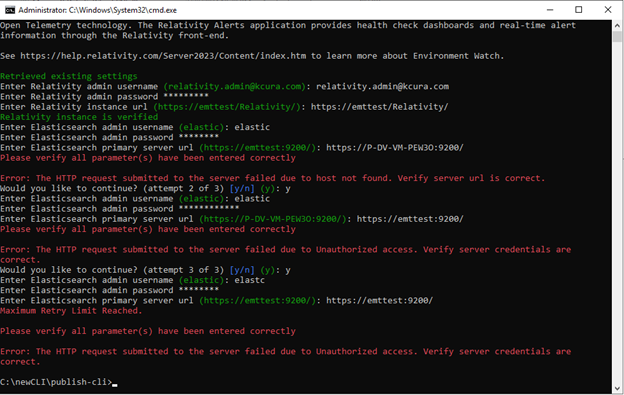 Administrator: C:\Windows\System32\cmd.exe
Open Telemetry technology. The Relativity Alerts application provides health check dashboards and real-time alert
information through the Relativity front-end.
See https://help.relativity.com/Server2023/Content/index.htm to learn more about Environment Watch.
Retrieved existing settings
Enter Relativity admin username (relativity.admin@kcura.com): relativity.admin@kcura.com
Enter Relativity admin password *********
Enter Relativity instance url (https://emttest/Relativity/): https://emttest/Relativity/
Relativity instance is verified
Enter Elasticsearch admin username (elastic): elastic
Enter Elasticsearch admin password ********
Enter Elasticsearch primary server url (https://emttest:9200/): https://P-DV-VM-PEW3O:9200/
Please verify all parameter(s) have been entered correctly
Error: The HTTP request submitted to the server failed due to host not found. Verify server url is correct.
Would you like to continue? (attempt 2 of 3) [y/n] (y): y
Enter Elasticsearch admin username (elastic): elastic
Enter Elasticsearch admin password ************
Enter Elasticsearch primary server url (https://P-DV-VM-PEW3O:9200/): https://emttest:9200/
Please verify all parameter(s) have been entered correctly
Error: The HTTP request submitted to the server failed due to Unauthorized access. Verify server credentials are
correct.
Would you like to continue? (attempt 3 of 3) [y/n] (y): y
Enter Elasticsearch admin username (elastic): elastc
Enter Elasticsearch admin password ********
Enter Elasticsearch primary server url (https://emttest:9200/): https://emttest:9200/
Maximum Retry Limit Reached.
Please verify all parameter(s) have been entered correctly
Error: The HTTP request submitted to the server failed due to Unauthorized access. Verify server credentials are
correct.
C:\newCLI\publish-cli>